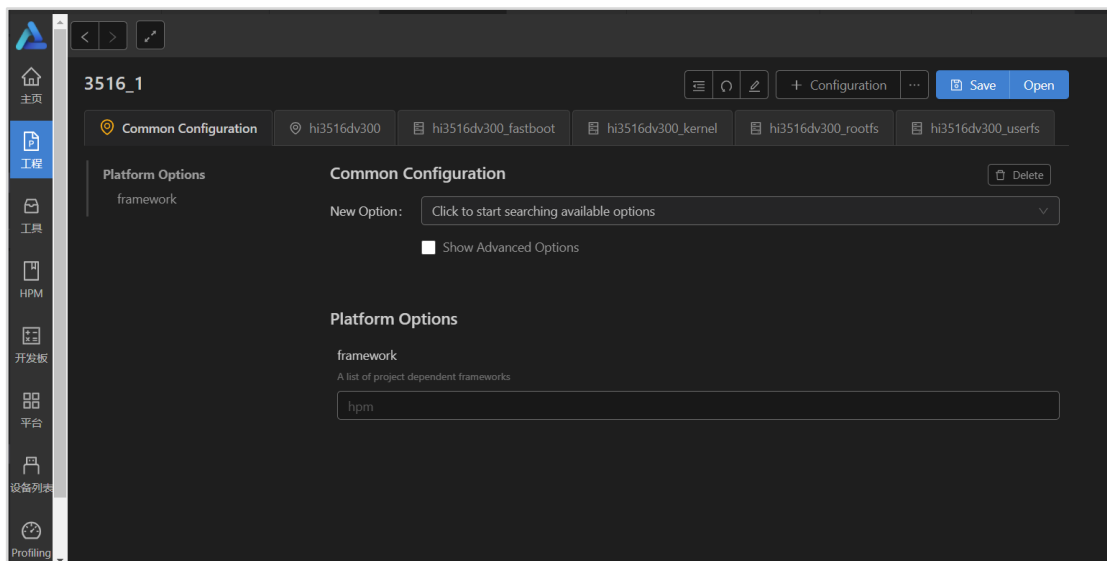 主页
工程
工具
HPM
开发板
平台
设备列表
Profiling
3516_1
+ Configuration
...
Save
Open
Common Configuration
hi3516dv300
hi3516dv300_fastboot
hi3516dv300_kernel
hi3516dv300_rootfs
hi3516dv300_userfs
Platform Options
framework
Common Configuration
Delete
New Option:
Click to start searching available options
Show Advanced Options
Platform Options
framework
A list of project dependent frameworks
hpm